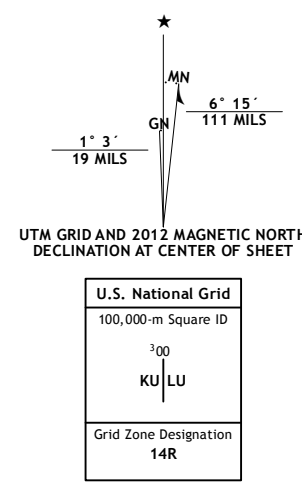 ★
MN
GN
6° 15´
111 MILS
1° 3´
19 MILS
UTM GRID AND 2012 MAGNETIC NORTH
DECLINATION AT CENTER OF SHEET
U.S. National Grid
100,000-m Square ID
³00
KU LU
Grid Zone Designation
14R